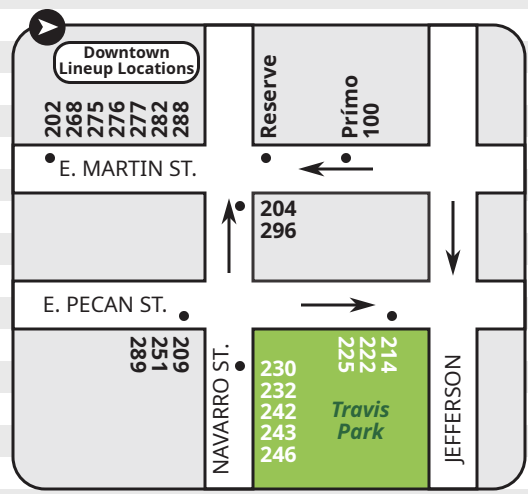 Downtown
Lineup Locations
202
268
275
276
277
282
288
Reserve
Prímo
100
E. MARTIN ST.
204
296
E. PECAN ST.
289
251
209
NAVARRO ST.
230
232
242
243
246
225
222
214
Travis
Park
JEFFERSON